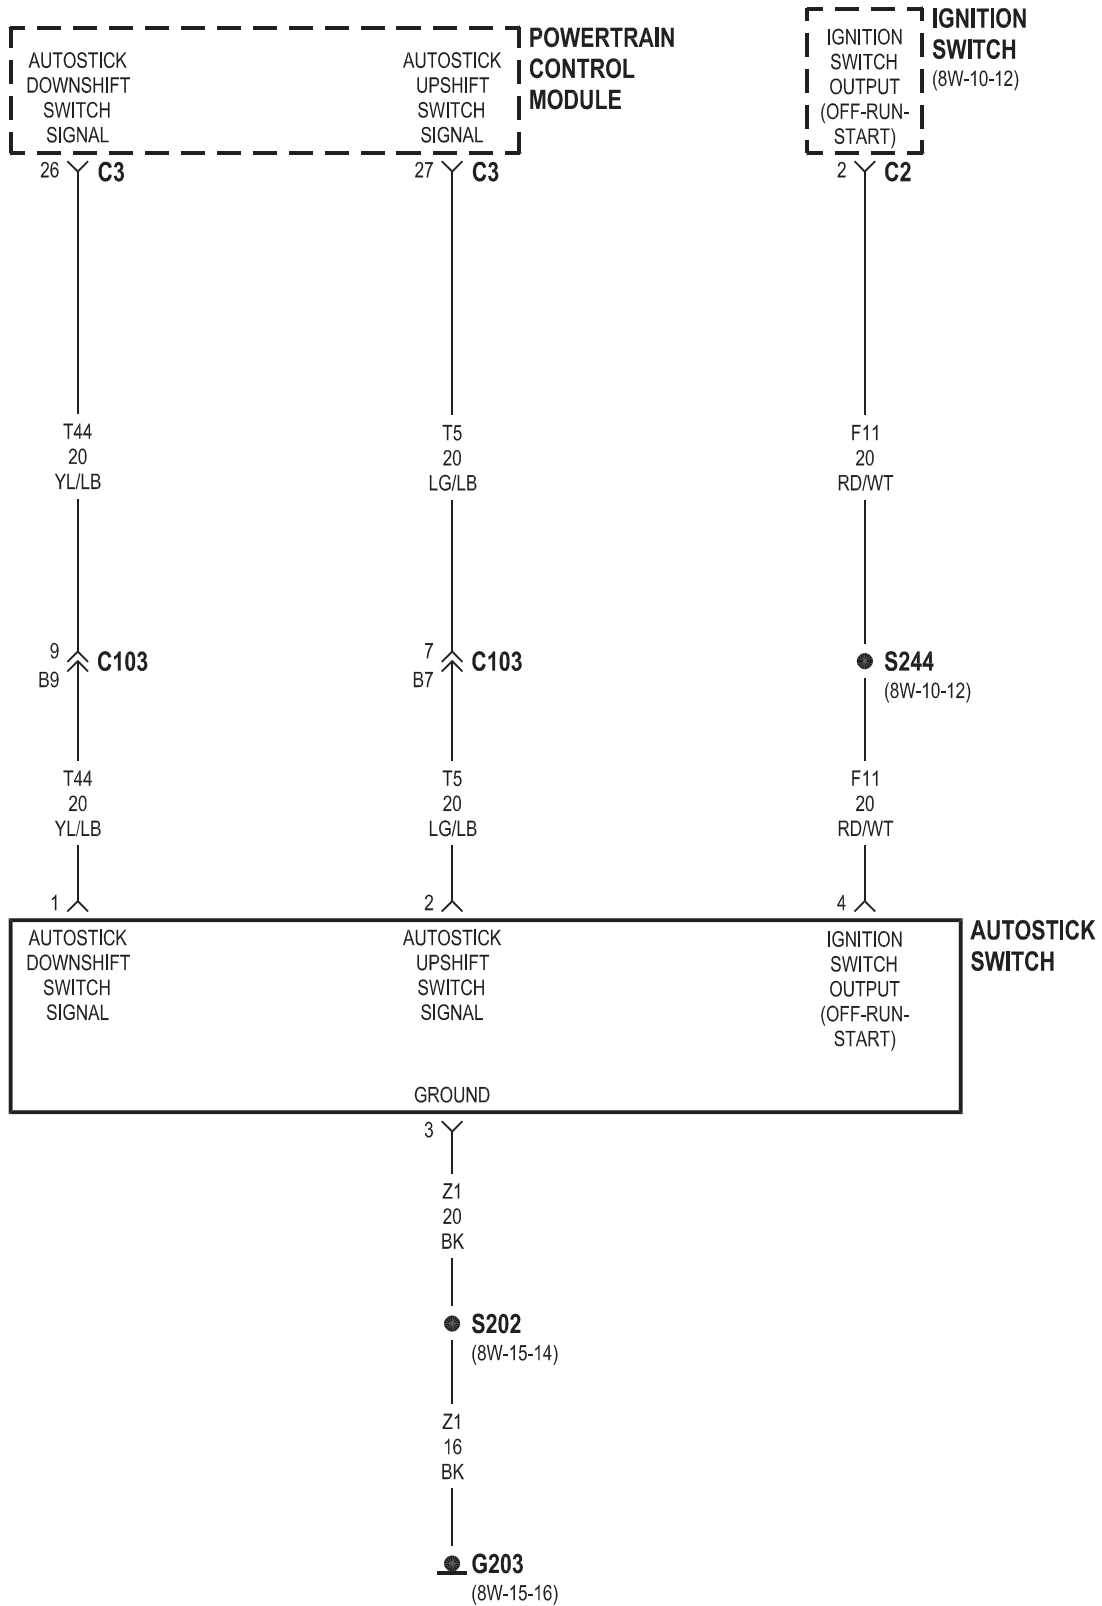 AUTOSTICK
DOWNSHIFT
SWITCH
SIGNAL
AUTOSTICK
UPSHIFT
SWITCH
SIGNAL
POWERTRAIN
CONTROL
MODULE
IGNITION
SWITCH
OUTPUT
(OFF-RUN-
START)
IGNITION
SWITCH
(8W-10-12)
26 C3
27 C3
2 C2
T44
20
YL/LB
T5
20
LG/LB
F11
20
RD/WT
9
B9
C103
7
B7
C103
S244
(8W-10-12)
T44
20
YL/LB
T5
20
LG/LB
F11
20
RD/WT
1
2
4
AUTOSTICK
DOWNSHIFT
SWITCH
SIGNAL
AUTOSTICK
UPSHIFT
SWITCH
SIGNAL
IGNITION
SWITCH
OUTPUT
(OFF-RUN-
START)
AUTOSTICK
SWITCH
GROUND
3
Z1
20
BK
S202
(8W-15-14)
Z1
16
BK
G203
(8W-15-16)